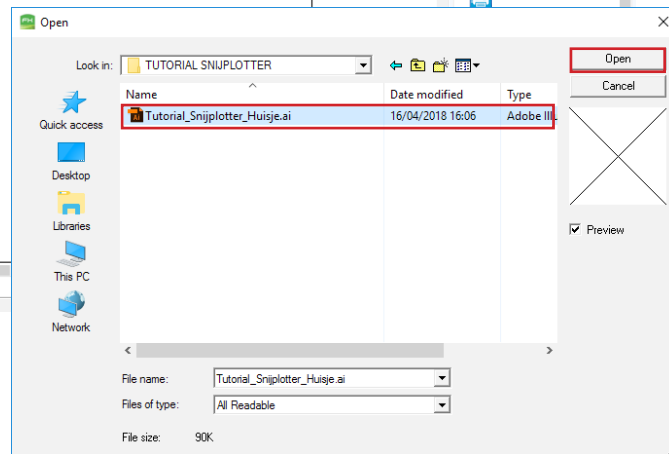 Open
Look in:
TUTORIAL SNIJPLOTTER
Open
Cancel
Name
Date modified
Type
Tutorial_Snijplotter_Huisje.ai
16/04/2018 16:06
Adobe Ill
Quick access
Desktop
Libraries
This PC
Network
Preview
File name:
Tutorial_Snijplotter_Huisje.ai
Files of type:
All Readable
File size:
90K